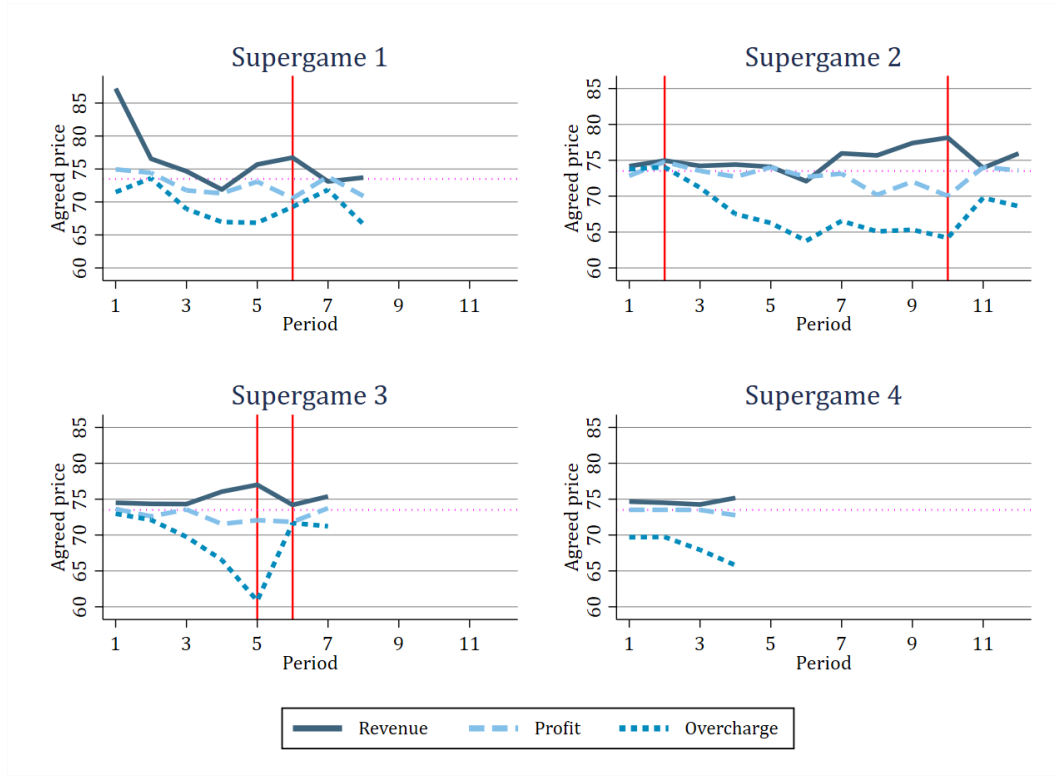 Supergame 1
Agreed price
85
80
75
70
65
60
1 3 5 7 9 11
Period
Supergame 2
Agreed price
85
80
75
70
65
60
1 3 5 7 9 11
Period
Supergame 3
Agreed price
85
80
75
70
65
60
1 3 5 7 9 11
Period
Supergame 4
Agreed price
85
80
75
70
65
60
1 3 5 7 9 11
Period
Revenue Profit Overcharge